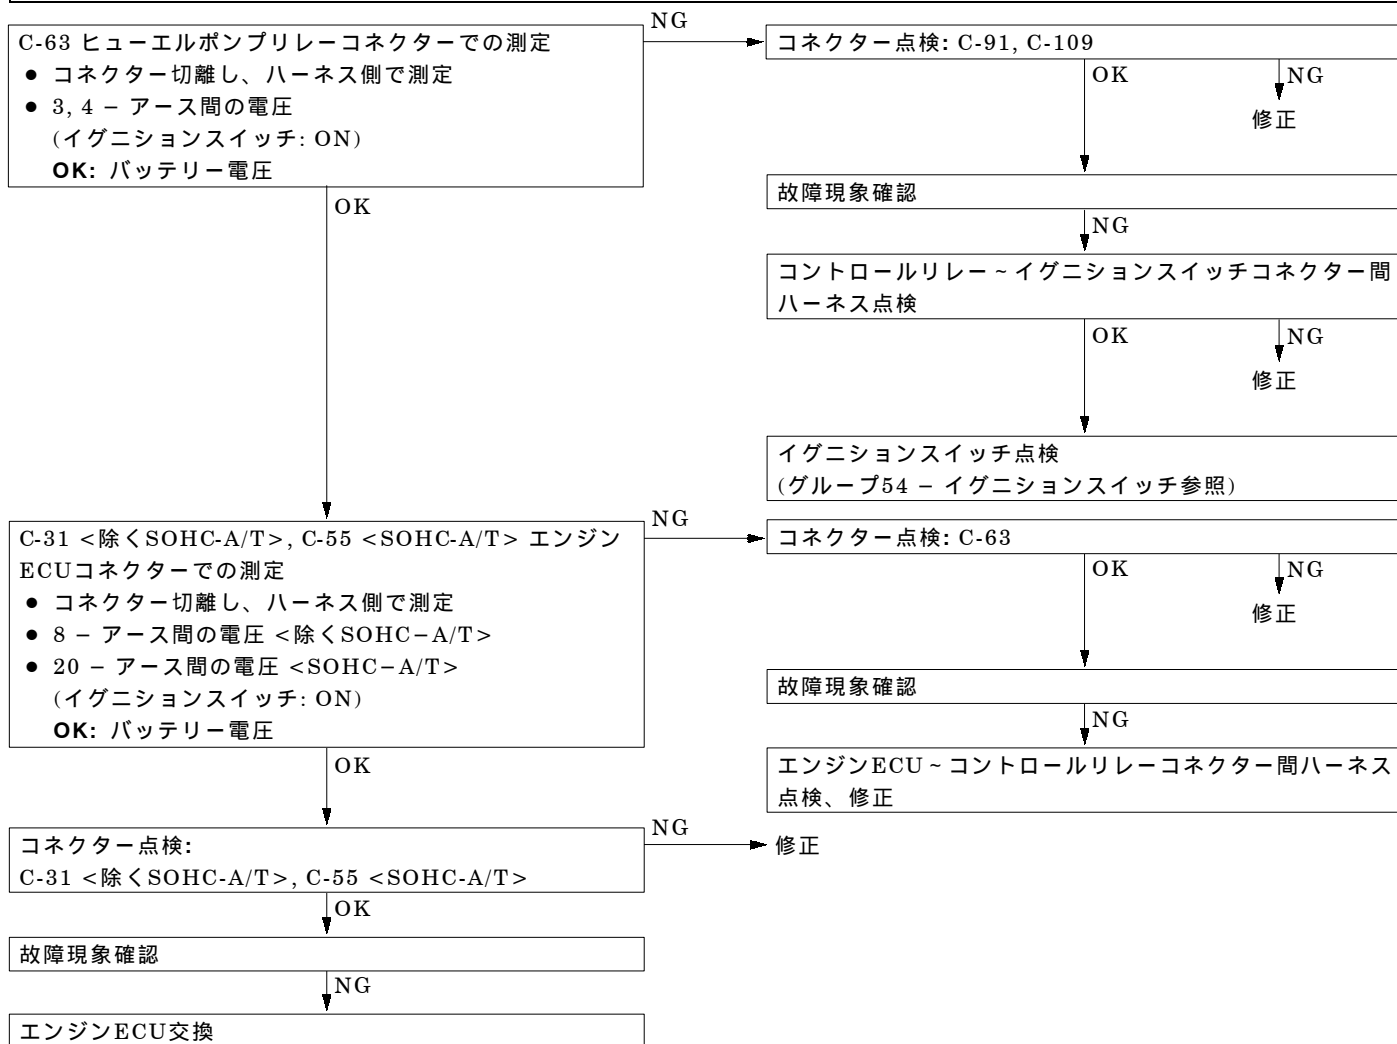 C-63 ヒューエルポンプリレーコネクターでの測定
● コネクター切離し、ハーネス側で測定
● 3, 4 – アース間の電圧
(イグニションスイッチ: ON)
OK: バッテリー電圧
NG
コネクター点検: C-91, C-109
OK
NG
修正
故障現象確認
NG
コントロールリレー ~ イグニションスイッチコネクター間
ハーネス点検
OK
NG
修正
イグニションスイッチ点検
(グループ54 – イグニションスイッチ参照)
OK
C-31 <除くSOHC-A/T>, C-55 <SOHC-A/T> エンジン
ECUコネクターでの測定
● コネクター切離し、ハーネス側で測定
● 8 – アース間の電圧 <除くSOHC–A/T>
● 20 – アース間の電圧 <SOHC–A/T>
(イグニションスイッチ: ON)
OK: バッテリー電圧
NG
コネクター点検: C-63
OK
NG
修正
故障現象確認
NG
エンジンECU ~ コントロールリレーコネクター間ハーネス
点検、修正
OK
コネクター点検:
C-31 <除くSOHC-A/T>, C-55 <SOHC-A/T>
NG
修正
OK
故障現象確認
NG
エンジンECU交換